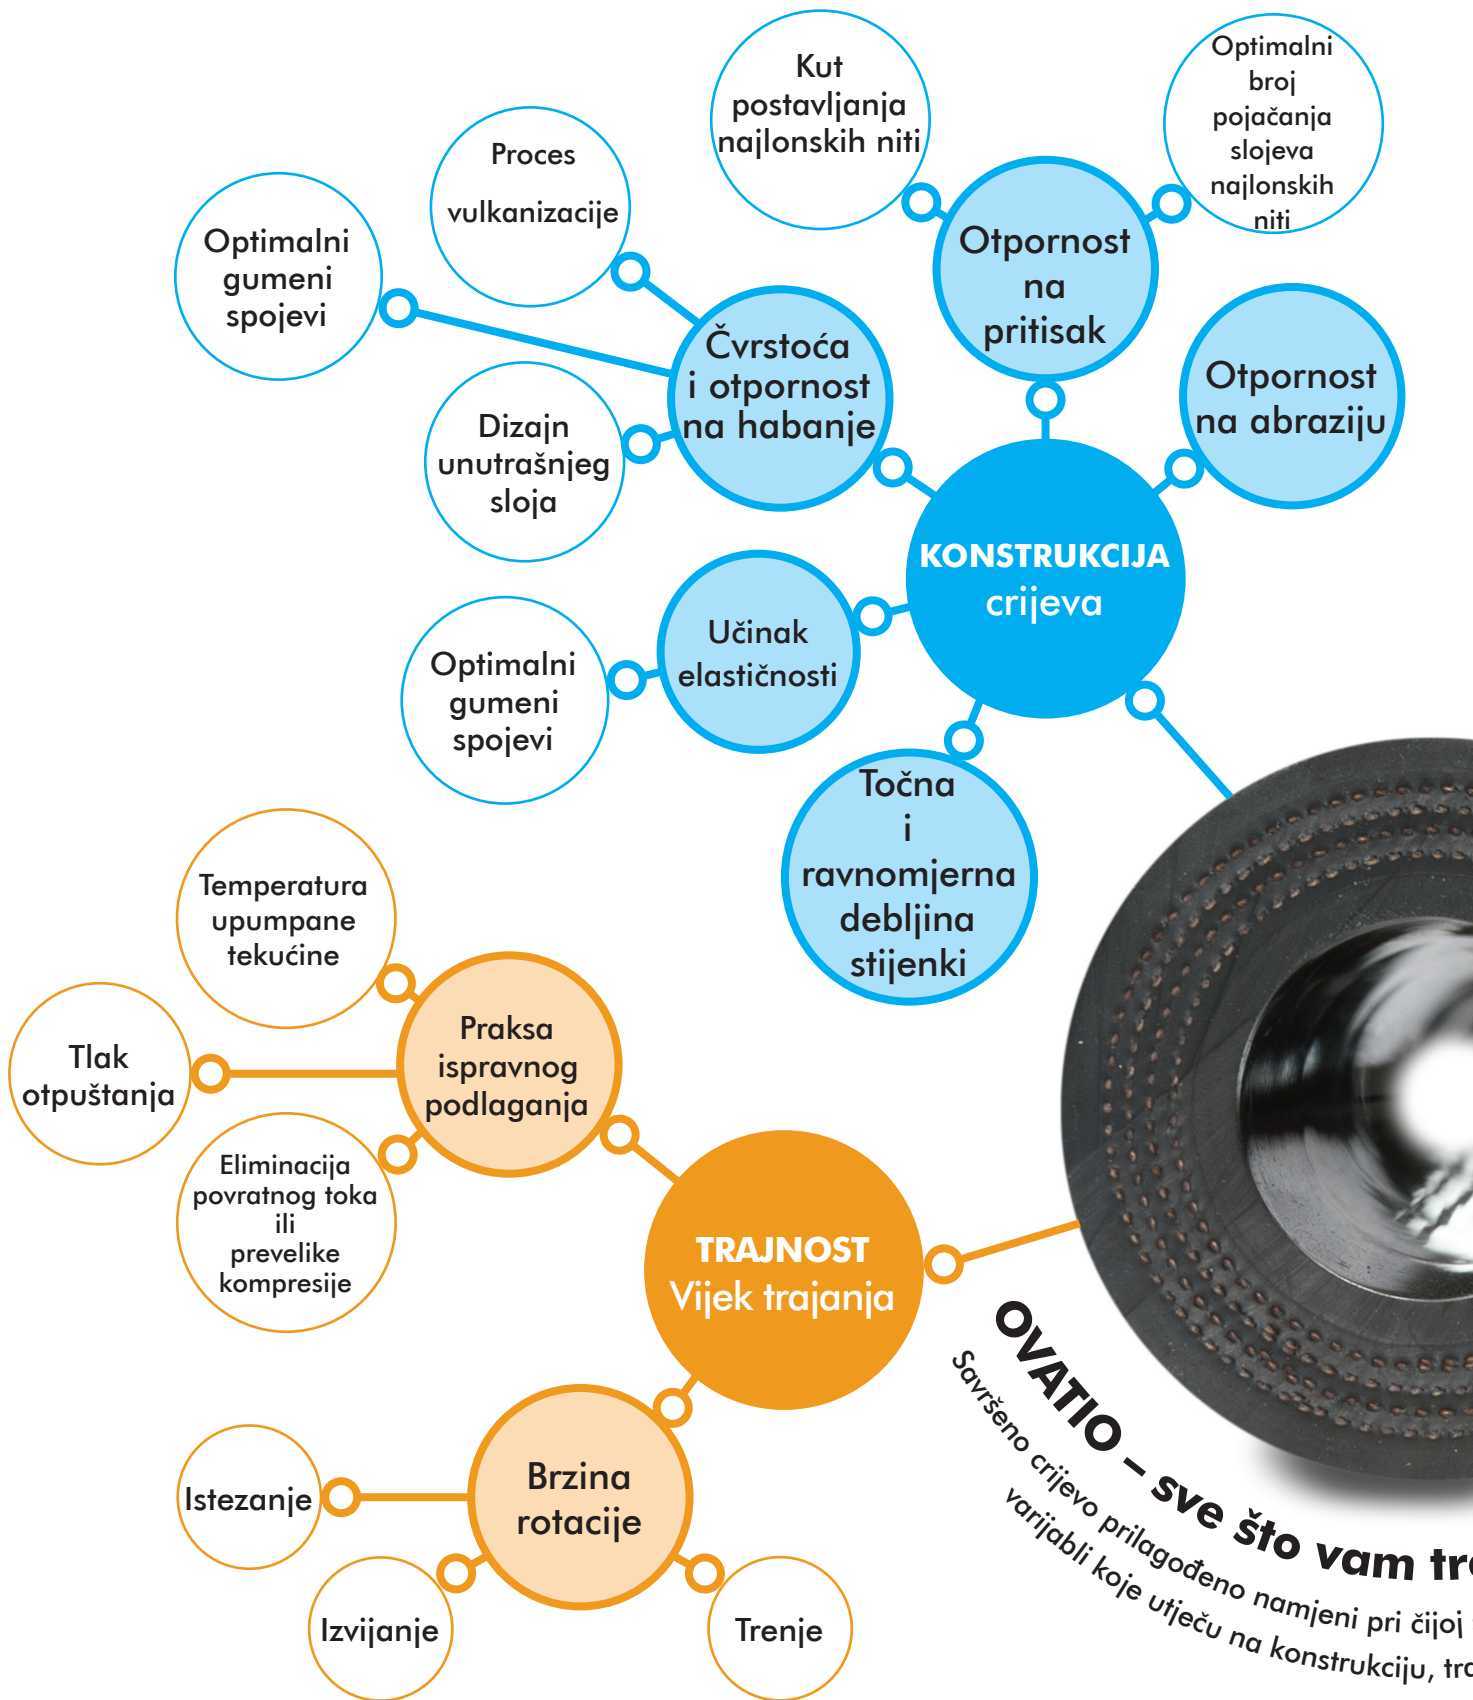 Kut
postavljanja
najlonskih niti
Optimalni
broj
pojačanja
slojeva
najlonskih
niti
Proces
vulkanizacije
Optimalni
gumeni
spojevi
Otpornost
na
pritisak
Čvrstoća
i otpornost
na habanje
Otpornost
na abraziju
Dizajn
unutrašnjeg
sloja
KONSTRUKCIJA
crijeva
Učinak
elastičnosti
Optimalni
gumeni
spojevi
Točna
i
ravnomjerna
debljina
stijenki
Temperatura
upumpane
tekućine
Praksa
ispravnog
podlaganja
Tlak
otpuštanja
Eliminacija
povratnog toka
ili
prevelike
kompresije
TRAJNOST
Vijek trajanja
Brzina
rotacije
Istezanje
Izvijanje
Trenje
OVATIO – sve što vam
Savršeno crijevo prilagođeno namjeni pri čijoj
varijabli koje utječu na konstrukciju,